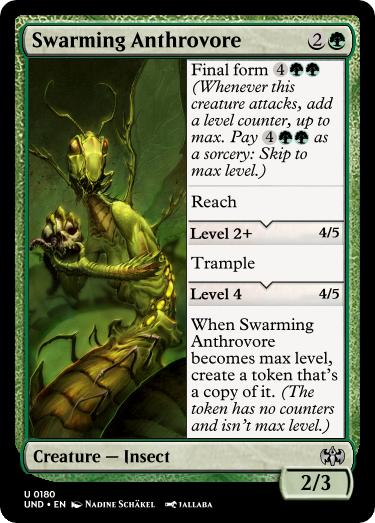 Swarming Anthrovore 2
Final form 4
(Whenever this
creature attacks, add
a level counter, up to
max. Pay 4 as
a sorcery: Skip to
max level.)
Reach
Level 2+ 4/5
Trample
Level 4 4/5
When Swarming
Anthrovore
becomes max level,
create a token that's
a copy of it. (The
token has no counters
and isn't max level.)
Creature — Insect
2/3
U 0180
UND • EN Nadine Schäkel JALLABA